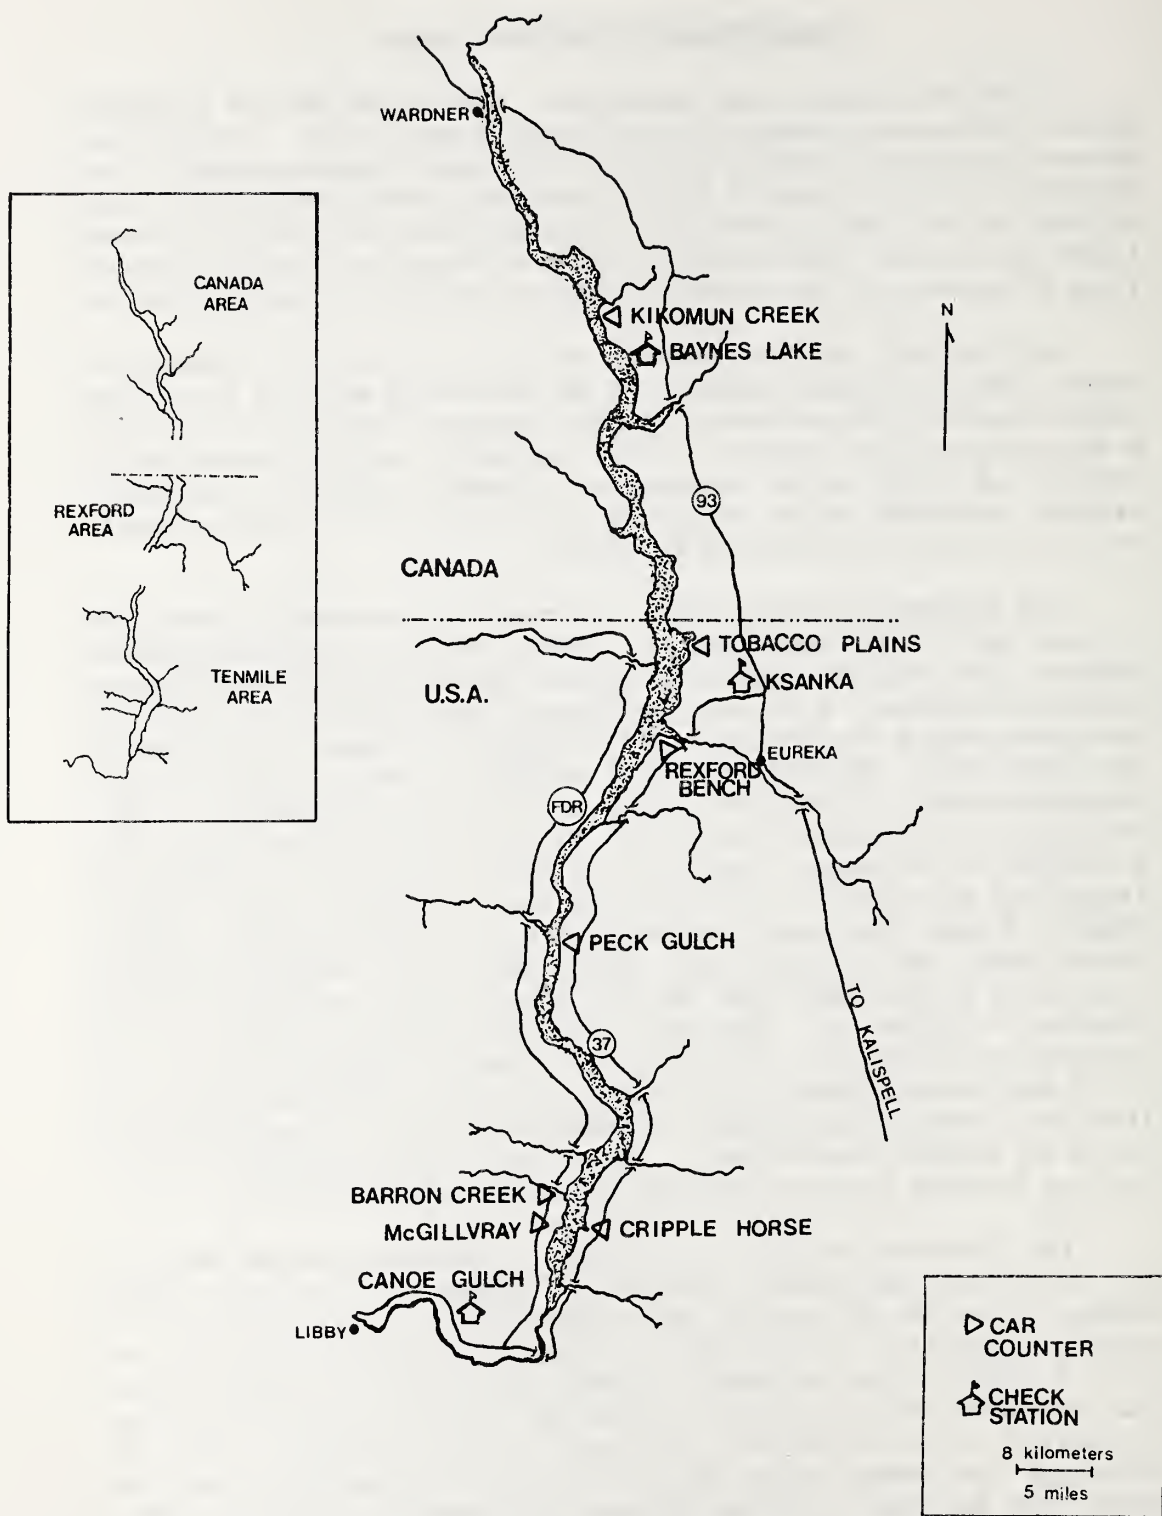 WARDNER
CANADA
AREA
KIKOMUN CREEK
N
BAYNES LAKE
93
REXFORD
AREA
CANADA
TOBACCO PLAINS
TENMILE
AREA
U.S.A.
KSANKA
EUREKA
REXFORD
BENCH
FDR
PECK GULCH
TO KALISPELL
37
BARRON CREEK
McGILLVRAY
CRIPPLE HORSE
CANOE GULCH
LIBBY
CAR
COUNTER
CHECK
STATION
8 kilometers
5 miles